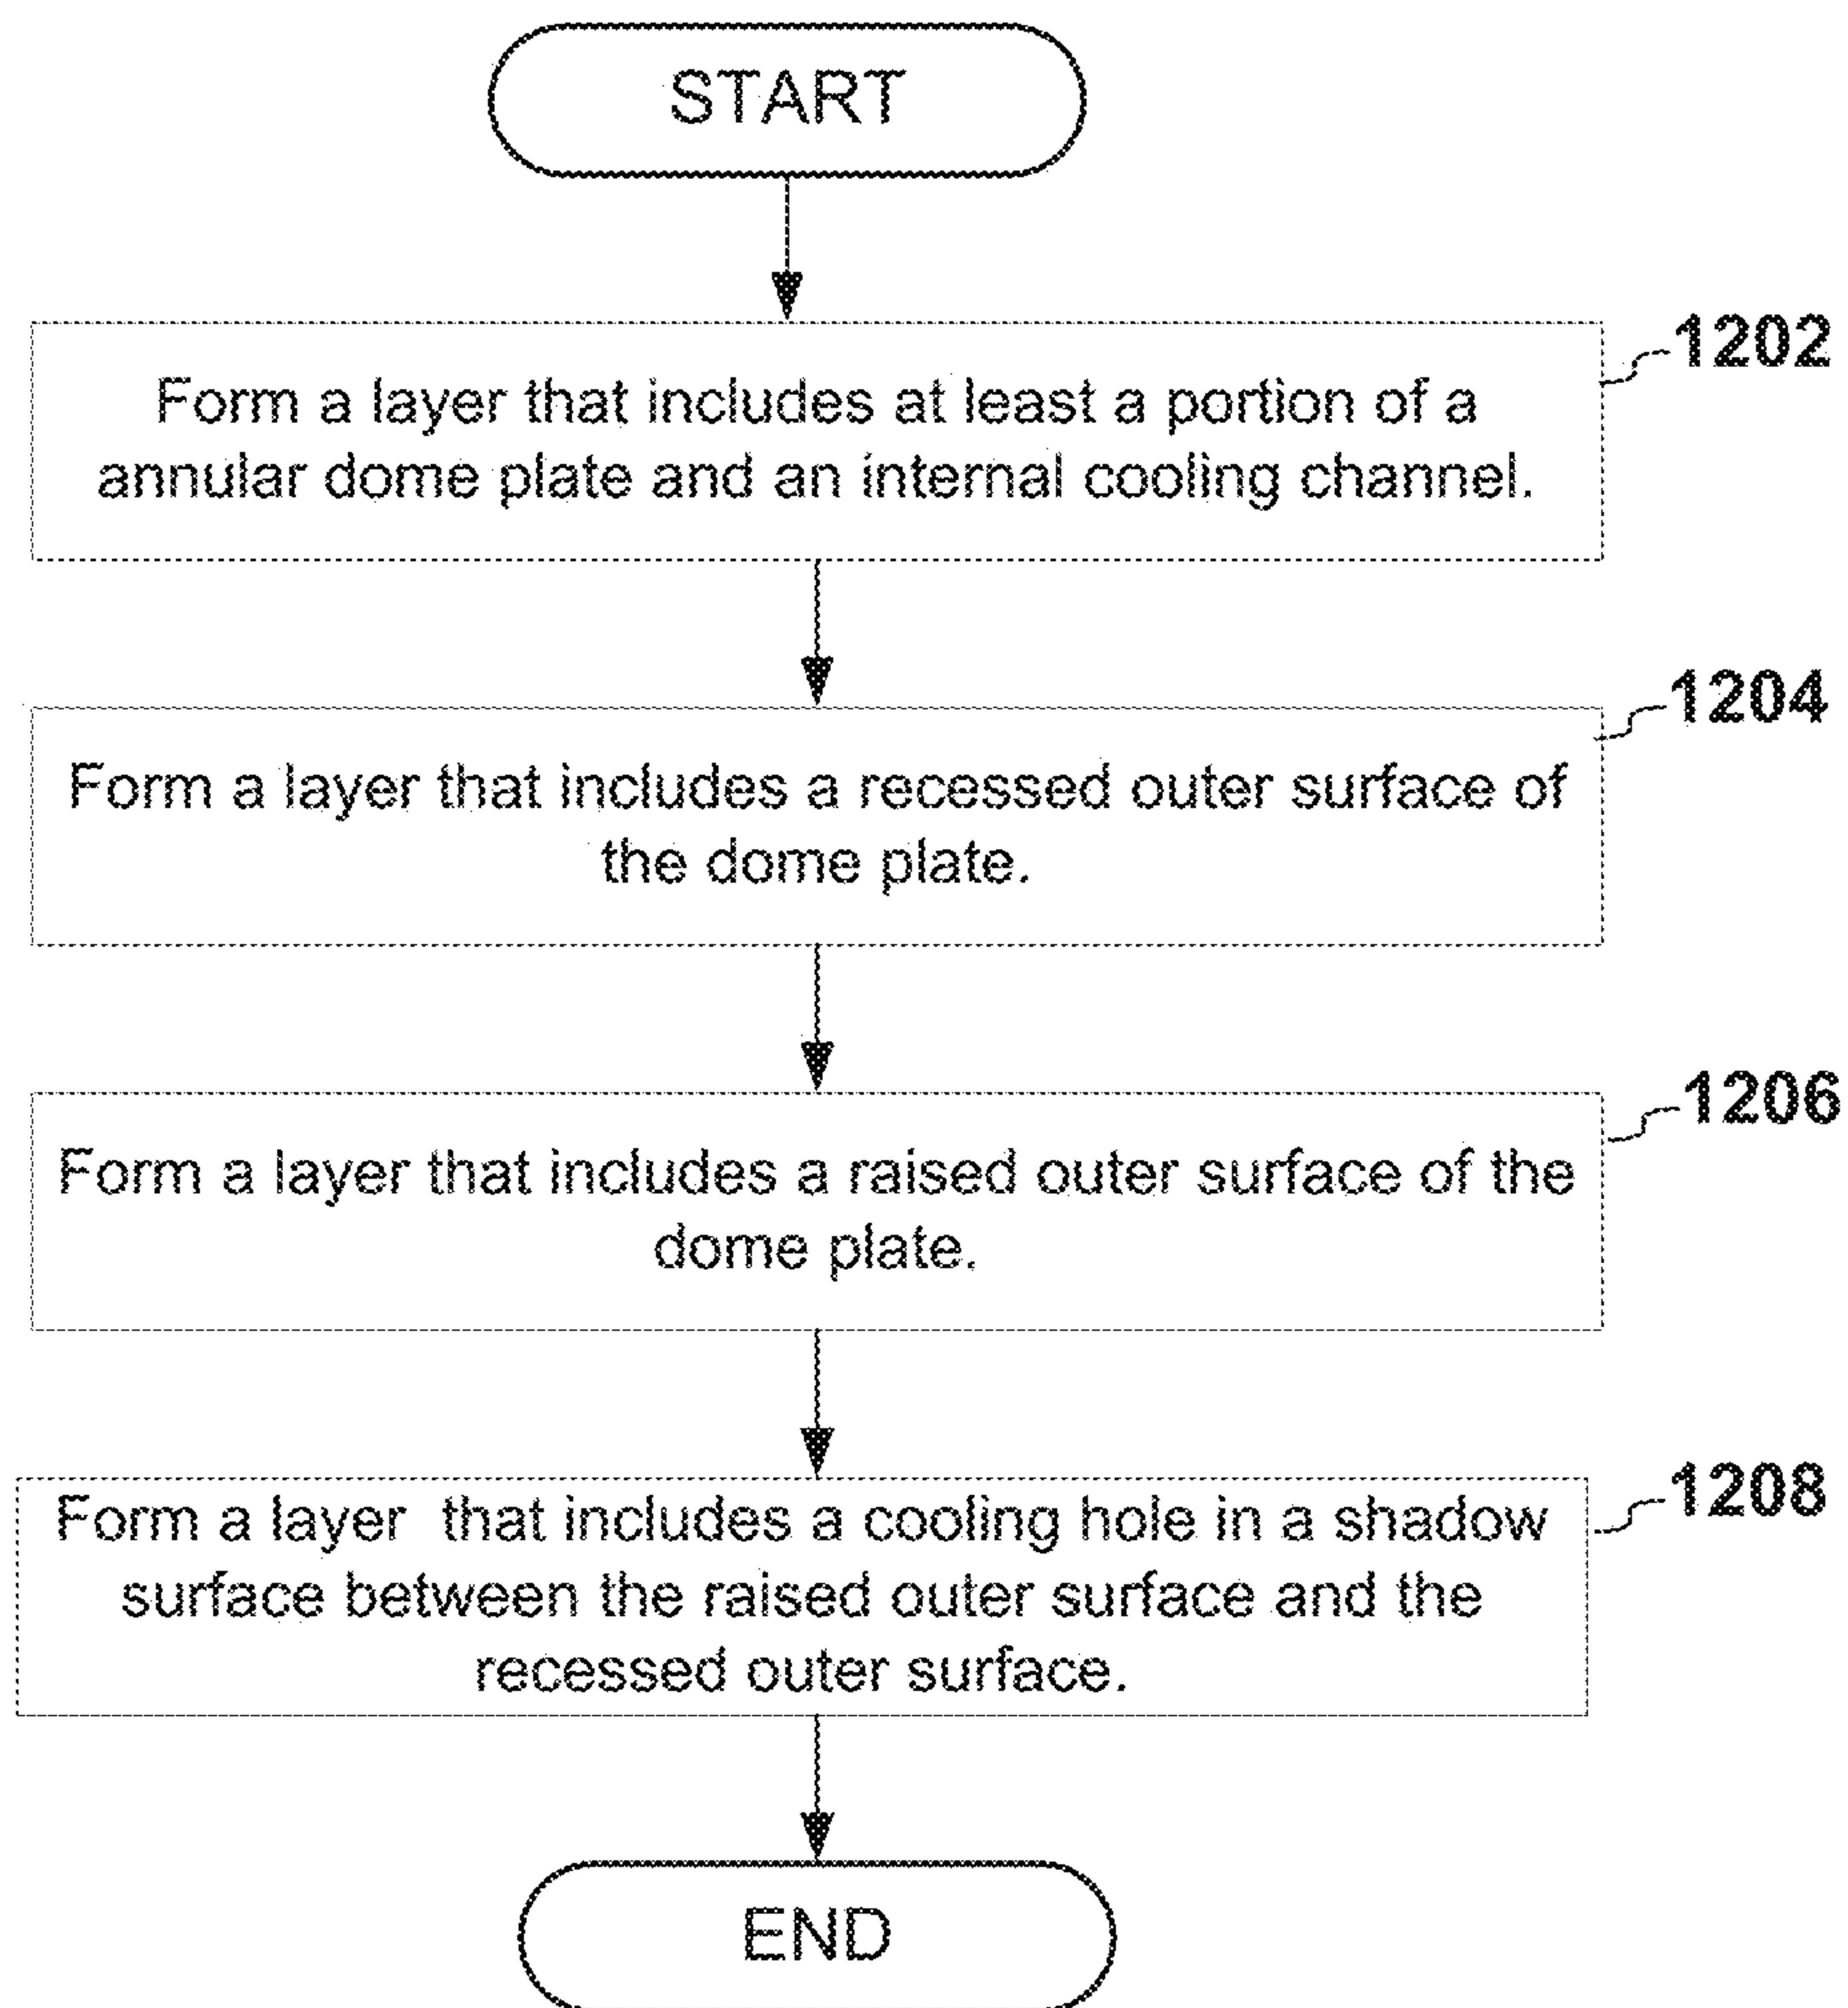 START
1202
Form a layer that includes at least a portion of a
annular dome plate and an internal cooling channel.
1204
Form a layer that includes a recessed outer surface of
the dome plate.
1206
Form a layer that includes a raised outer surface of the
dome plate.
1208
Form a layer that includes a cooling hole in a shadow
surface between the raised outer surface and the
recessed outer surface.
END